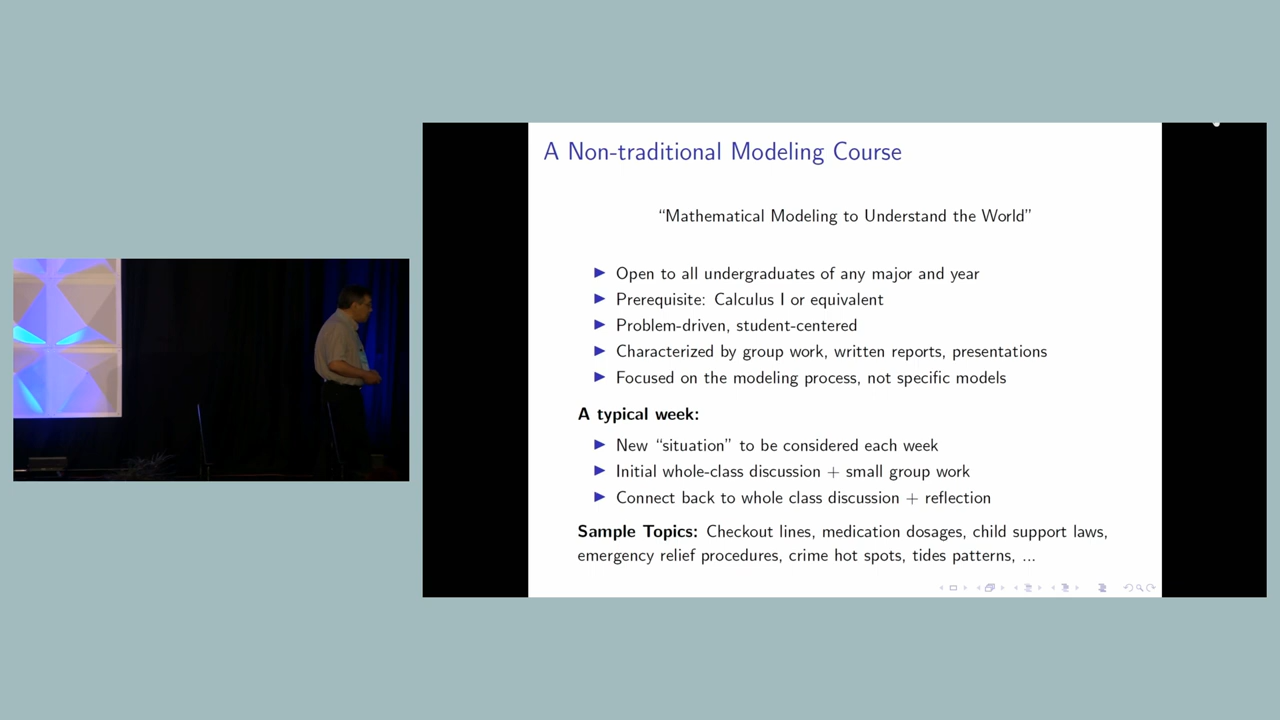 A Non-traditional Modeling Course
“Mathematical Modeling to Understand the World”
▶ Open to all undergraduates of any major and year
▶ Prerequisite: Calculus I or equivalent
▶ Problem-driven, student-centered
▶ Characterized by group work, written reports, presentations
▶ Focused on the modeling process, not specific models
A typical week:
▶ New “situation” to be considered each week
▶ Initial whole-class discussion + small group work
▶ Connect back to whole class discussion + reflection
Sample Topics: Checkout lines, medication dosages, child support laws,
emergency relief procedures, crime hot spots, tides patterns, ...